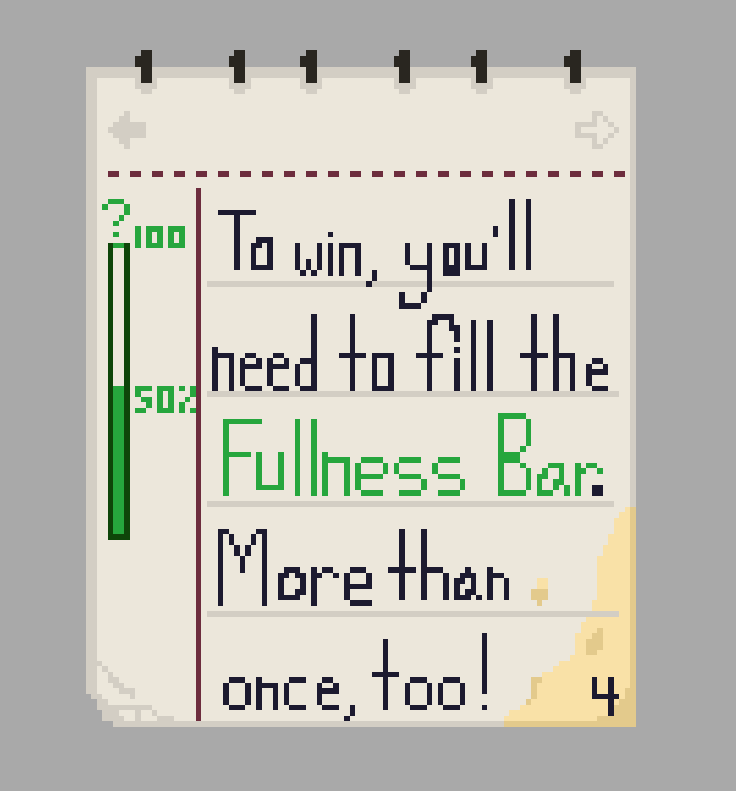 ?100
50%
To win, you'll
need to fill the
Fullness Bar.
More than
once, too!
4